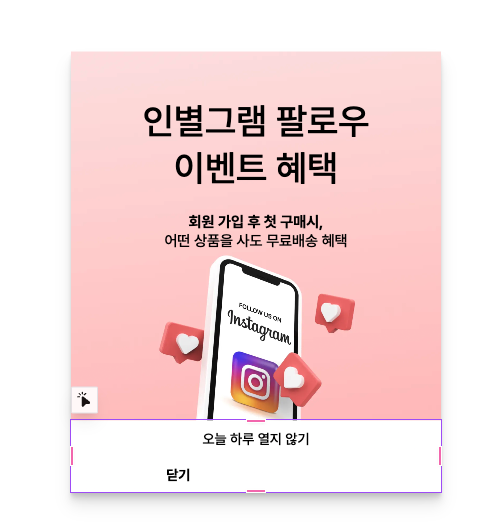 인별그램 팔로우
이벤트 혜택
회원 가입 후 첫 구매시,
어떤 상품을 사도 무료배송 혜택
FOLLOW US ON
Instagram
오늘 하루 열지 않기
닫기